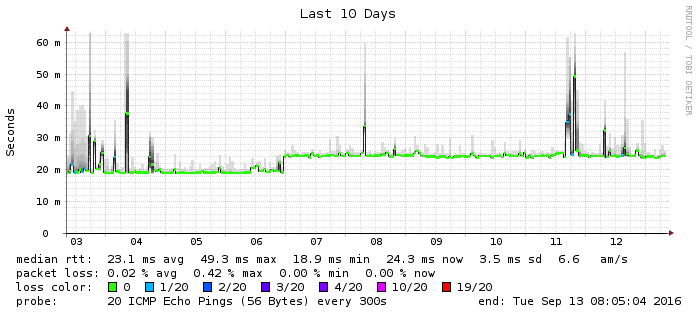 Last 10 Days
RRDTOOL / TOBI OETIKER
Seconds
60 m
50 m
40 m
30 m
20 m
10 m
0
03 04 05 06 07 08 09 10 11 12
median rtt: 23.1 ms avg 49.3 ms max 18.9 ms min 24.3 ms now 3.5 ms sd 6.6 am/s
packet loss: 0.02 % avg 0.42 % max 0.00 % min 0.00 % now
loss color: 0 1/20 2/20 3/20 4/20 10/20 19/20
probe: 20 ICMP Echo Pings (56 Bytes) every 300s end: Tue Sep 13 08:05:04 2016